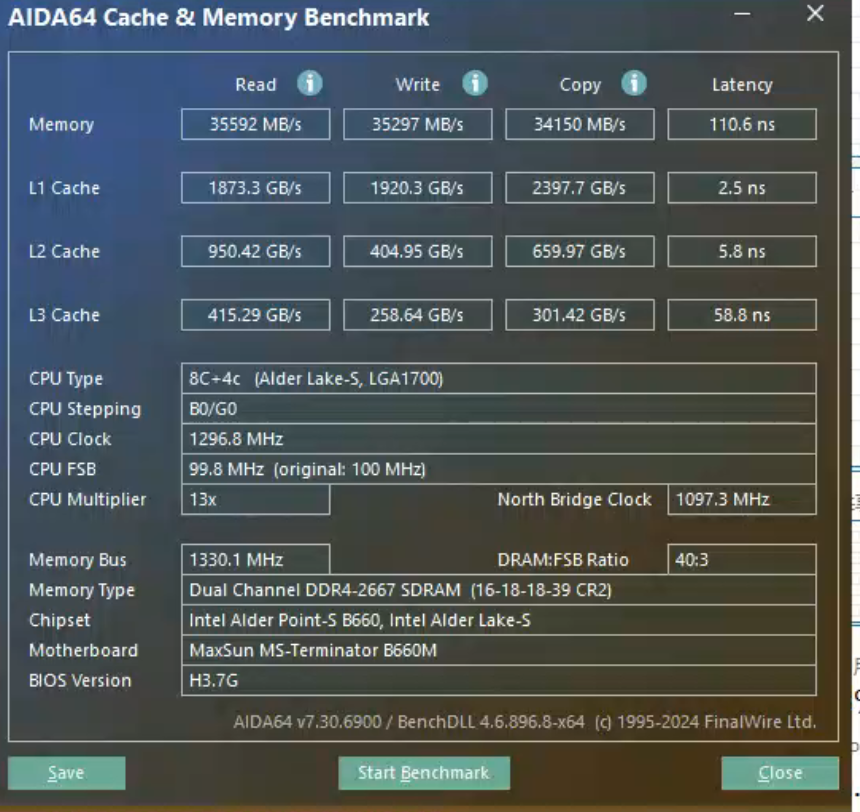 AIDA64 Cache & Memory Benchmark
Read Write Copy Latency
Memory 35592 MB/s 35297 MB/s 34150 MB/s 110.6 ns
L1 Cache 1873.3 GB/s 1920.3 GB/s 2397.7 GB/s 2.5 ns
L2 Cache 950.42 GB/s 404.95 GB/s 659.97 GB/s 5.8 ns
L3 Cache 415.29 GB/s 258.64 GB/s 301.42 GB/s 58.8 ns
CPU Type 8C+4c (Alder Lake-S, LGA1700)
CPU Stepping B0/G0
CPU Clock 1296.8 MHz
CPU FSB 99.8 MHz (original: 100 MHz)
CPU Multiplier 13x North Bridge Clock 1097.3 MHz
Memory Bus 1330.1 MHz DRAM:FSB Ratio 40:3
Memory Type Dual Channel DDR4-2667 SDRAM (16-18-18-39 CR2)
Chipset Intel Alder Point-S B660, Intel Alder Lake-S
Motherboard MaxSun MS-Terminator B660M
BIOS Version H3.7G
AIDA64 v7.30.6900 / BenchDLL 4.6.896.8-x64 (c) 1995-2024 FinalWire Ltd.
Save Start Benchmark Close